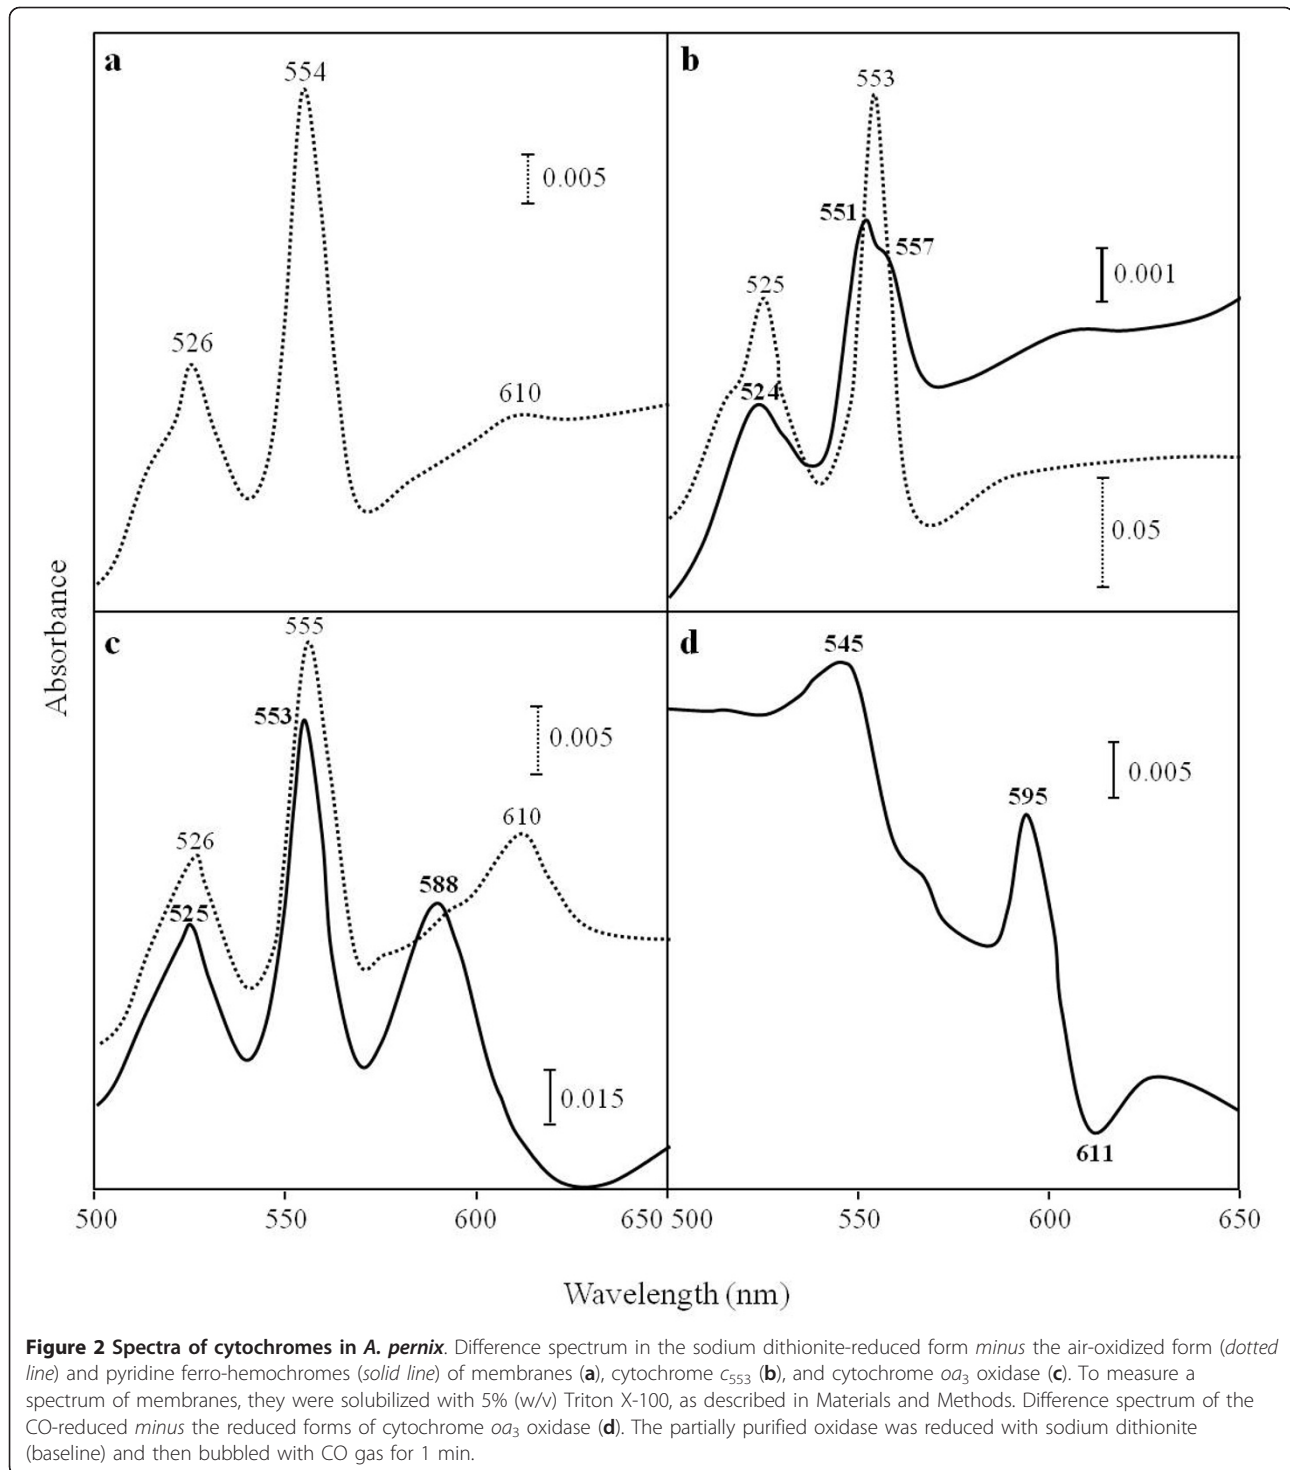 a
554
0.005
526
610
b
553
551
557
0.001
525
524
0.05
c
555
553
0.005
610
526
525
588
0.015
d
545
0.005
595
611
Absorbance
500
550
600
650
500
550
600
650
Wavelength (nm)
Figure 2 Spectra of cytochromes in A. pernix. Difference spectrum in the sodium dithionite-reduced form minus the air-oxidized form (dotted
line) and pyridine ferro-hemochromes (solid line) of membranes (a), cytochrome c553 (b), and cytochrome oa3 oxidase (c). To measure a
spectrum of membranes, they were solubilized with 5% (w/v) Triton X-100, as described in Materials and Methods. Difference spectrum of the
CO-reduced minus the reduced forms of cytochrome oa3 oxidase (d). The partially purified oxidase was reduced with sodium dithionite
(baseline) and then bubbled with CO gas for 1 min.